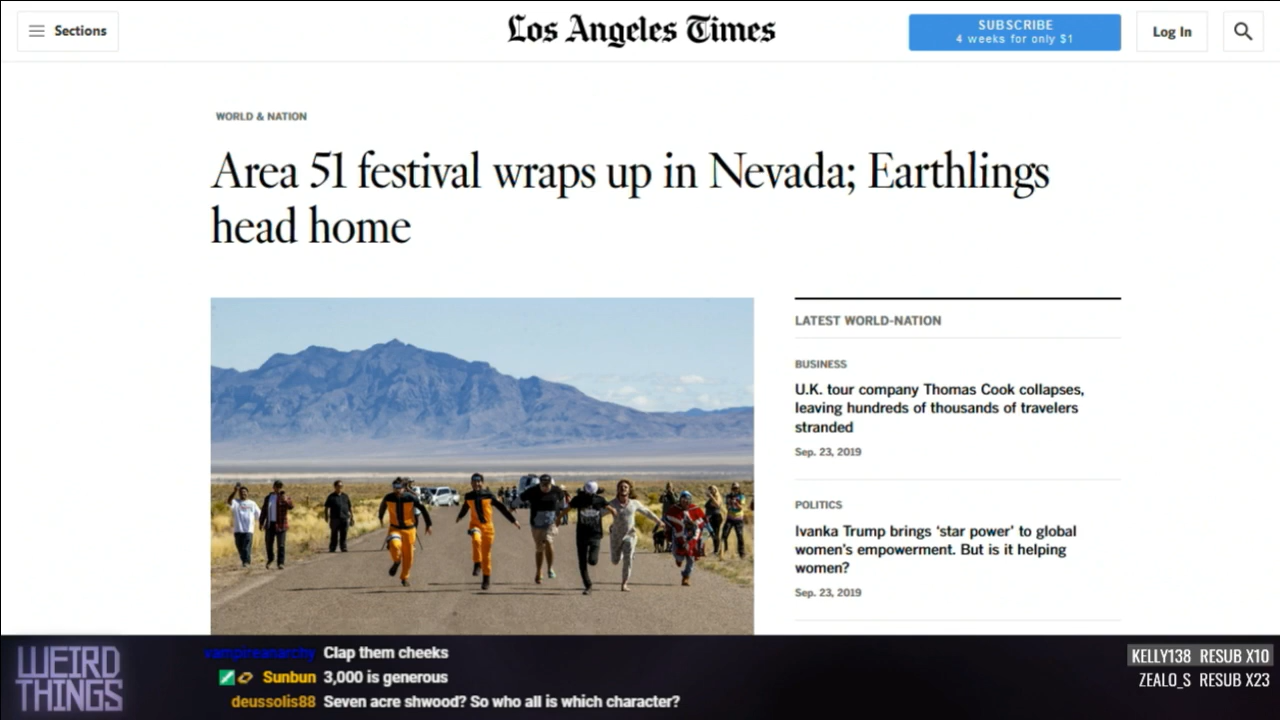 Sections
Los Angeles Times
SUBSCRIBE
4 weeks for only $1
Log In
WORLD & NATION
Area 51 festival wraps up in Nevada; Earthlings
head home
LATEST WORLD-NATION
BUSINESS
U.K. tour company Thomas Cook collapses,
leaving hundreds of thousands of travelers
stranded
Sep. 23, 2019
POLITICS
Ivanka Trump brings ‘star power’ to global
women’s empowerment. But is it helping
women?
Sep. 23, 2019
WEIRD
THINGS
vampireanarchy Clap them cheeks
Sunbun 3,000 is generous
deussolis88 Seven acre shwood? So who all is which character?
KELLY138 RESUB X10
ZEALO_S RESUB X23